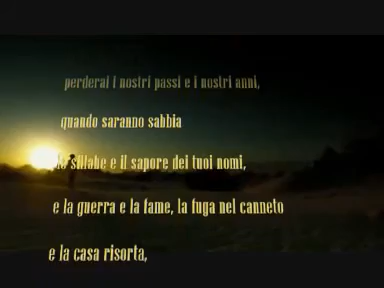 perderai i nostri passi e i nostri anni,
quando saranno sabbia
le sillabe e il sapore dei tuoi nomi,
e la guerra e la fame, la fuga nel canneto
e la casa risorta,